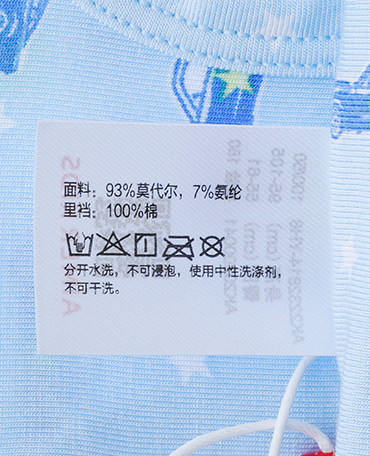 面料：93%莫代尔，7%氨纶
里裆：100%棉
分开水洗，不可浸泡，使用中性洗涤剂，
不可干洗。